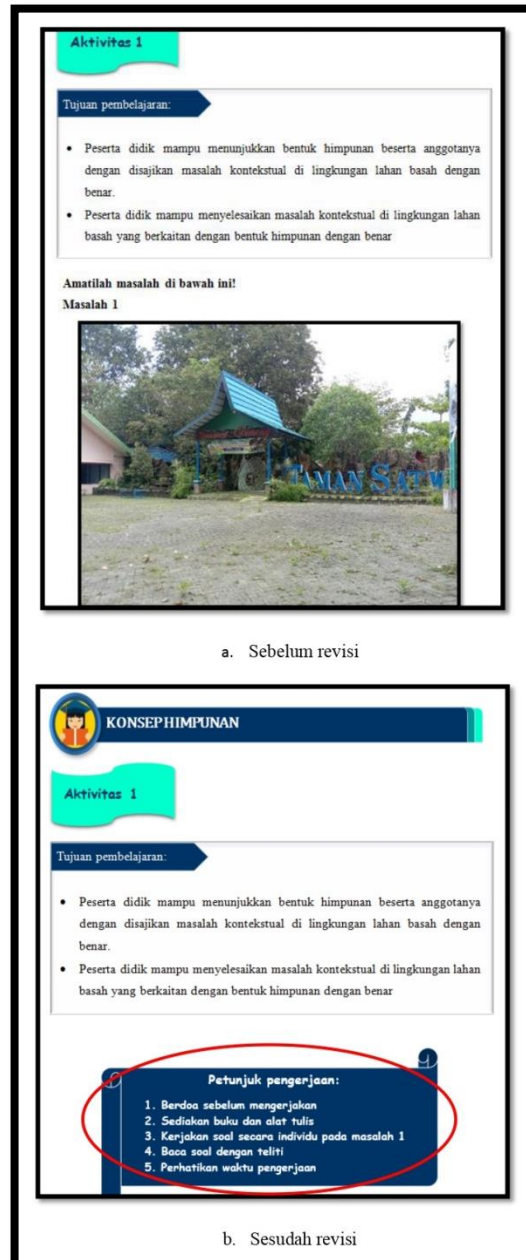 Aktivitas 1
Tujuan pembelajaran:
• Peserta didik mampu menunjukkan bentuk himpunan beserta anggotanya
dengan disajikan masalah kontekstual di lingkungan lahan basah dengan
benar.
• Peserta didik mampu menyelesaikan masalah kontekstual di lingkungan lahan
basah yang berkaitan dengan bentuk himpunan dengan benar
Amatilah masalah di bawah ini!
Masalah 1
TAMAN SATW
a. Sebelum revisi
KONSEP HIMPUNAN
Aktivitas 1
Tujuan pembelajaran:
• Peserta didik mampu menunjukkan bentuk himpunan beserta anggotanya
dengan disajikan masalah kontekstual di lingkungan lahan basah dengan
benar.
• Peserta didik mampu menyelesaikan masalah kontekstual di lingkungan lahan
basah yang berkaitan dengan bentuk himpunan dengan benar
Petunjuk pengerjaan:
1. Berdoa sebelum mengerjakan
2. Sediakan buku dan alat tulis
3. Kerjakan soal secara individu pada masalah 1
4. Baca soal dengan teliti
5. Perhatikan waktu pengerjaan
b. Sesudah revisi